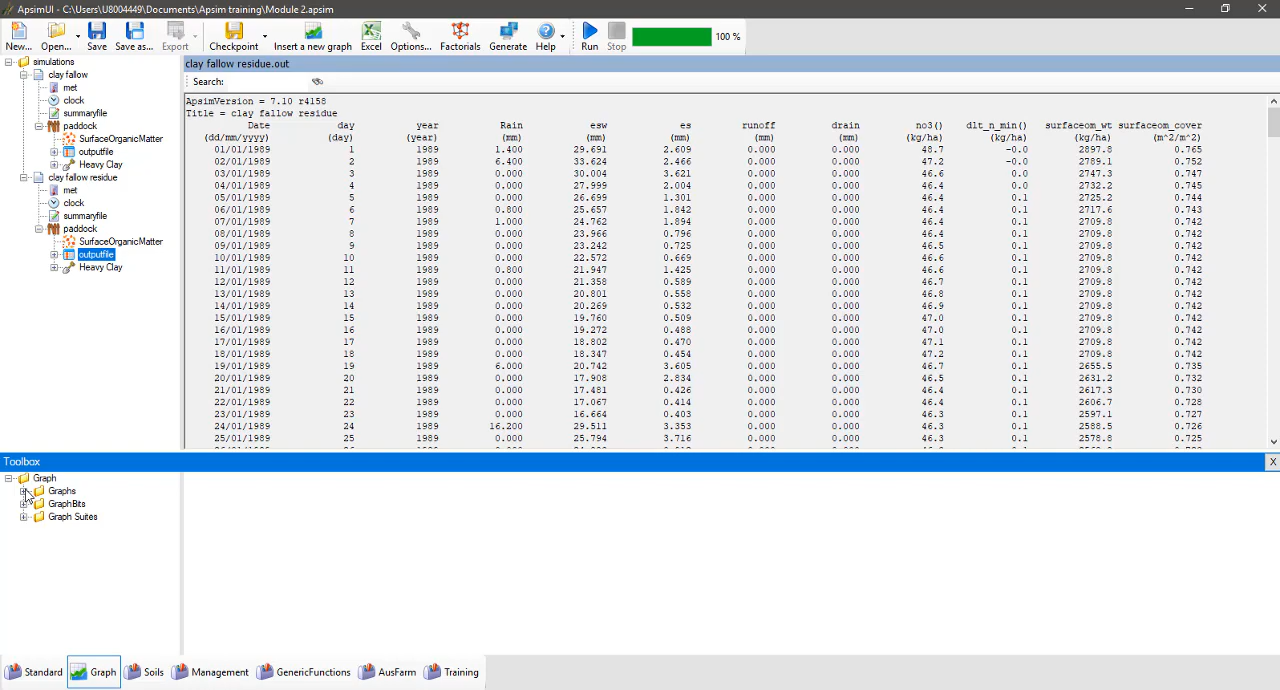 ApsimUI - C:\Users\U8004449\Documents\Apsim training\Module 2.apsim
New... Open... Save Save as... Export Checkpoint Insert a new graph Excel Options... Factorials Generate Help Run Stop 100 %
simulations
clay fallow
met
clock
summaryfile
paddock
SurfaceOrganicMatter
outputfile
Heavy Clay
clay fallow residue
met
clock
summaryfile
paddock
SurfaceOrganicMatter
outputfile
Heavy Clay
clay fallow residue.out
Search:
ApsimVersion = 7.10 r4158
Title = clay fallow residue
Date day year Rain esw es runoff drain no3() dlt_n_min() surfaceom_wt surfaceom_cover
(dd/mm/yyyy) (day) (year) (mm) (mm) (mm) (mm) (mm) (kg/ha) (kg/ha) (kg/ha) (m^2/m^2)
01/01/1989 1 1989 1.400 29.691 2.609 0.000 0.000 48.7 -0.0 2897.8 0.765
02/01/1989 2 1989 6.400 33.624 2.466 0.000 0.000 47.2 -0.0 2789.1 0.752
03/01/1989 3 1989 0.000 30.004 3.621 0.000 0.000 46.6 0.0 2747.3 0.747
04/01/1989 4 1989 0.000 27.999 2.004 0.000 0.000 46.4 0.0 2732.2 0.745
05/01/1989 5 1989 0.000 26.699 1.301 0.000 0.000 46.4 0.1 2725.2 0.744
06/01/1989 6 1989 0.800 25.657 1.842 0.000 0.000 46.4 0.1 2717.6 0.743
07/01/1989 7 1989 1.000 24.762 1.894 0.000 0.000 46.4 0.1 2709.8 0.742
08/01/1989 8 1989 0.000 23.966 0.796 0.000 0.000 46.4 0.1 2709.8 0.742
09/01/1989 9 1989 0.000 23.242 0.725 0.000 0.000 46.5 0.1 2709.8 0.742
10/01/1989 10 1989 0.000 22.572 0.669 0.000 0.000 46.6 0.1 2709.8 0.742
11/01/1989 11 1989 0.800 21.947 1.425 0.000 0.000 46.6 0.1 2709.8 0.742
12/01/1989 12 1989 0.000 21.358 0.589 0.000 0.000 46.7 0.1 2709.8 0.742
13/01/1989 13 1989 0.000 20.801 0.558 0.000 0.000 46.8 0.1 2709.8 0.742
14/01/1989 14 1989 0.000 20.269 0.532 0.000 0.000 46.9 0.1 2709.8 0.742
15/01/1989 15 1989 0.000 19.760 0.509 0.000 0.000 47.0 0.1 2709.8 0.742
16/01/1989 16 1989 0.000 19.272 0.488 0.000 0.000 47.0 0.1 2709.8 0.742
17/01/1989 17 1989 0.000 18.802 0.470 0.000 0.000 47.1 0.1 2709.8 0.742
18/01/1989 18 1989 0.000 18.347 0.454 0.000 0.000 47.2 0.1 2709.8 0.742
19/01/1989 19 1989 6.000 20.742 3.605 0.000 0.000 46.7 0.1 2655.5 0.735
20/01/1989 20 1989 0.000 17.908 2.834 0.000 0.000 46.5 0.1 2631.2 0.732
21/01/1989 21 1989 0.000 17.481 0.426 0.000 0.000 46.4 0.1 2617.3 0.730
22/01/1989 22 1989 0.000 17.067 0.414 0.000 0.000 46.4 0.1 2606.7 0.728
23/01/1989 23 1989 0.000 16.664 0.403 0.000 0.000 46.3 0.1 2597.1 0.727
24/01/1989 24 1989 16.200 29.511 3.353 0.000 0.000 46.3 0.1 2588.5 0.726
25/01/1989 25 1989 0.000 25.794 3.716 0.000 0.000 46.3 0.1 2578.8 0.725
Toolbox
Graph
Graphs
GraphBits
Graph Suites
Standard Graph Soils Management GenericFunctions AusFarm Training